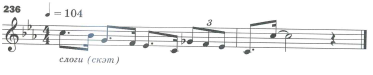 236
♩ = 104
3
слоги (скэт)